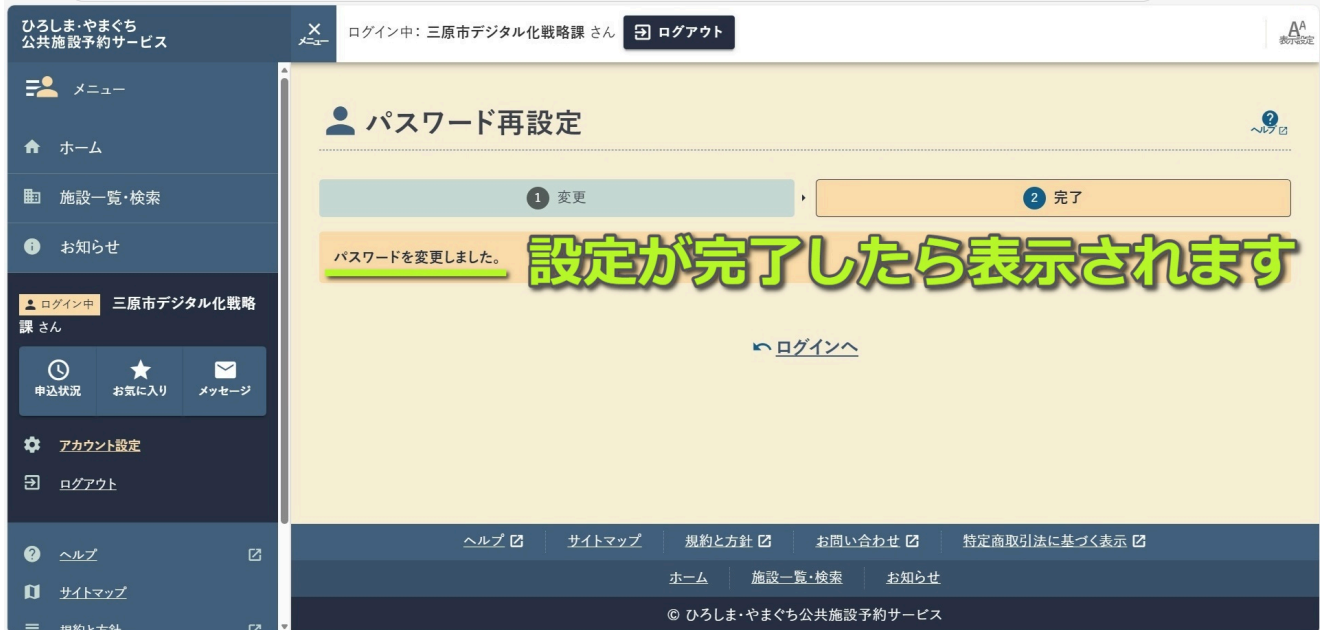 ひろしま・やまぐち
公共施設予約サービス
メニュー
ログイン中: 三原市デジタル化戦略課 さん
ログアウト
AA
表示設定
メニュー
ホーム
施設一覧・検索
お知らせ
ログイン中 三原市デジタル化戦略
課 さん
申込状況 お気に入り メッセージ
アカウント設定
ログアウト
ヘルプ
サイトマップ
規約と方針
パスワード再設定
ヘルプ
1 変更
2 完了
パスワードを変更しました。
設定が完了したら表示されます
ログインへ
ヘルプ サイトマップ 規約と方針 お問い合わせ 特定商取引法に基づく表示
ホーム 施設一覧・検索 お知らせ
© ひろしま・やまぐち公共施設予約サービス